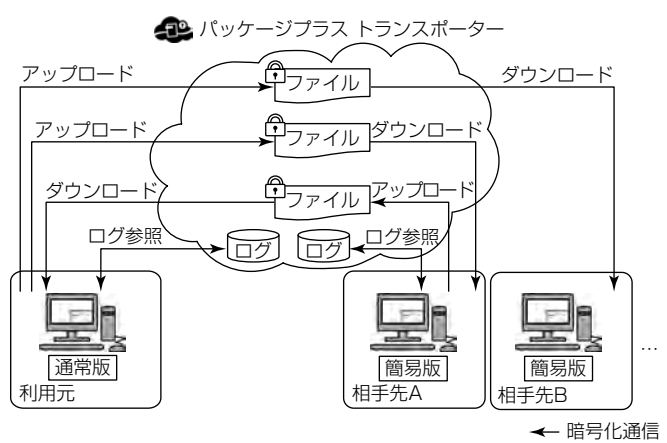 パッケージプラス トランスポーター
アップロード
ファイル
ダウンロード
アップロード
ファイル
ダウンロード
ダウンロード
ファイル
アップロード
ログ参照
ログ
ログ
ログ参照
通常版
利用元
簡易版
相手先A
簡易版
相手先B
…
暗号化通信